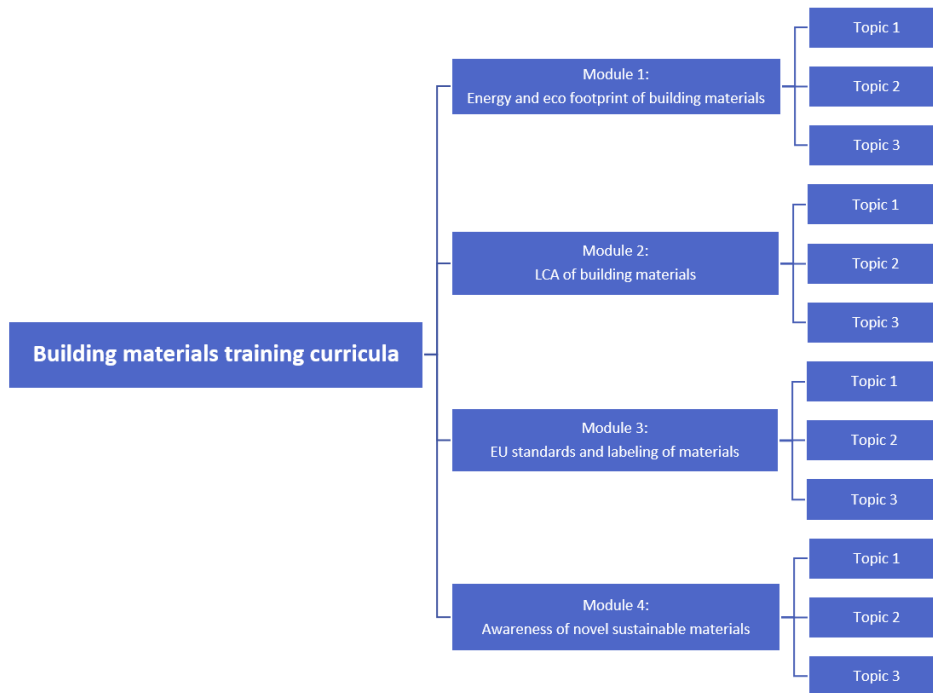 Building materials training curricula
Module 1:
Energy and eco footprint of building materials
Topic 1
Topic 2
Topic 3
Module 2:
LCA of building materials
Topic 1
Topic 2
Topic 3
Module 3:
EU standards and labeling of materials
Topic 1
Topic 2
Topic 3
Module 4:
Awareness of novel sustainable materials
Topic 1
Topic 2
Topic 3